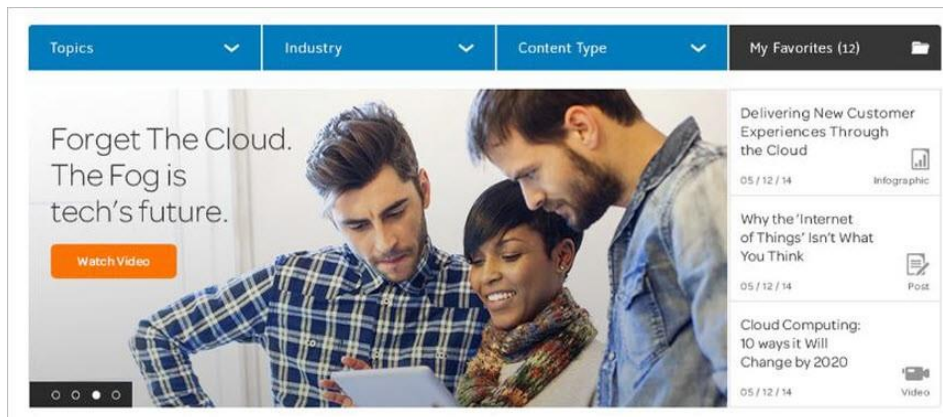 Topics
Industry
Content Type
My Favorites (12)
Forget The Cloud.
The Fog is
tech's future.
Watch Video
Delivering New Customer
Experiences Through
the Cloud
05 / 12 / 14
Infographic
Why the 'Internet
of Things' Isn't What
You Think
05 / 12 / 14
Post
Cloud Computing:
10 ways it Will
Change by 2020
05 / 12 / 14
Video